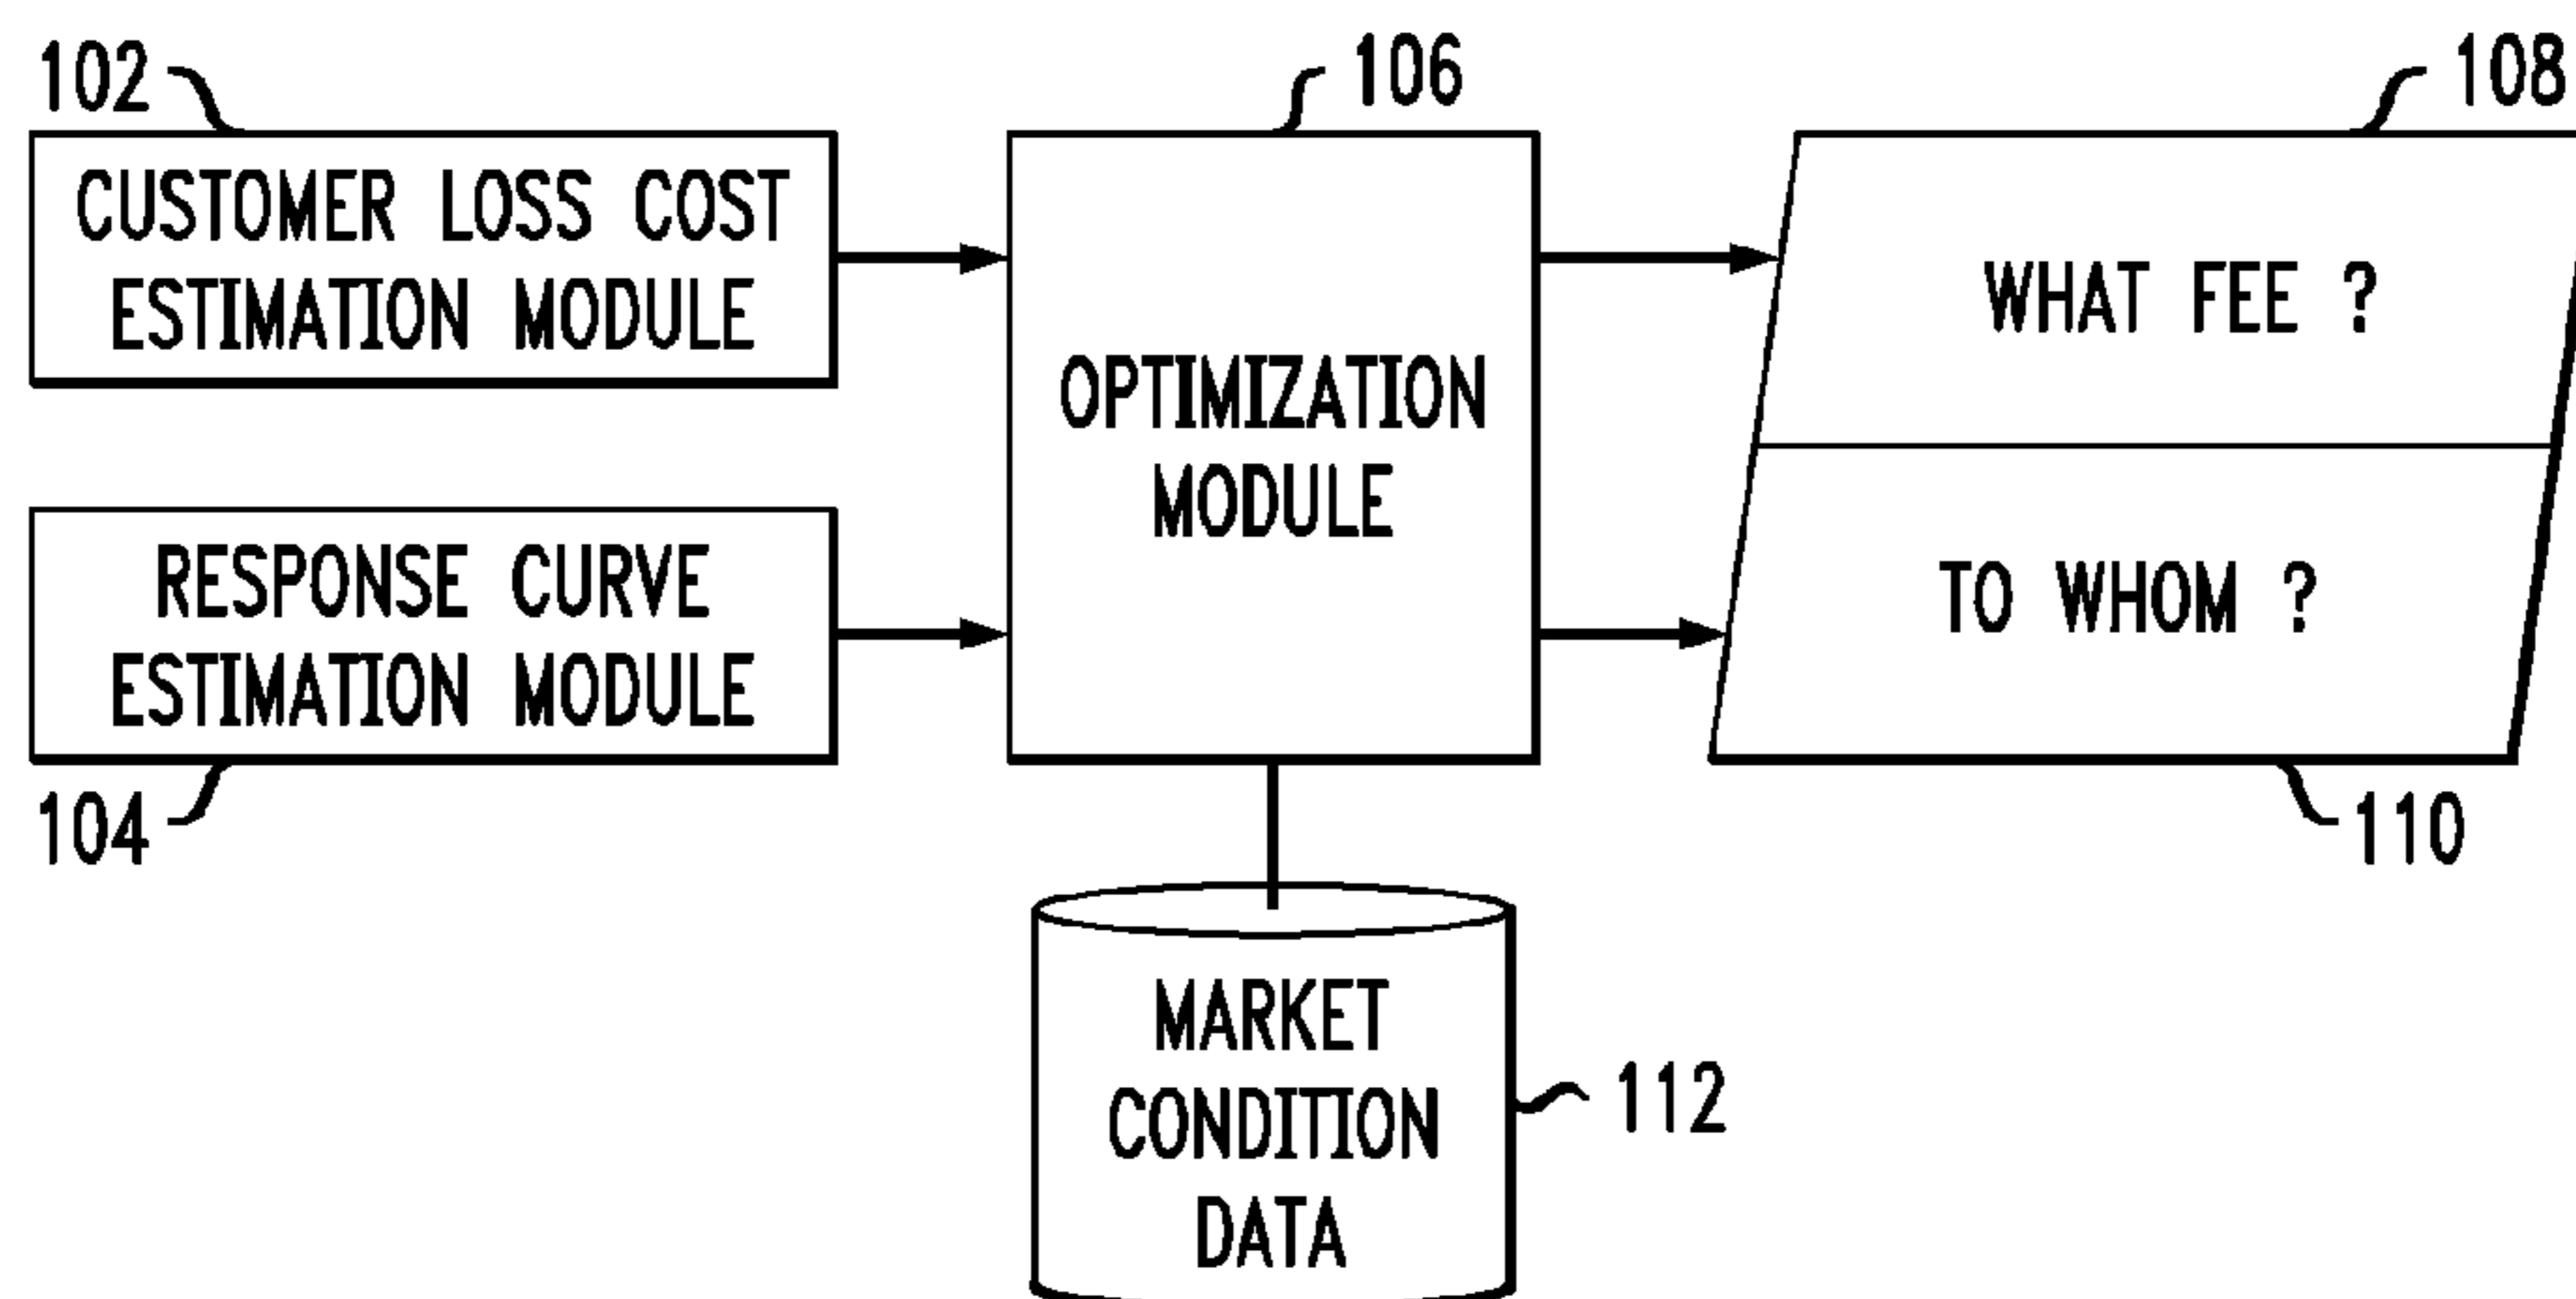 102
106
108
CUSTOMER LOSS COST
ESTIMATION MODULE
OPTIMIZATION
MODULE
WHAT FEE ?
TO WHOM ?
RESPONSE CURVE
ESTIMATION MODULE
104
110
MARKET
CONDITION
DATA
112